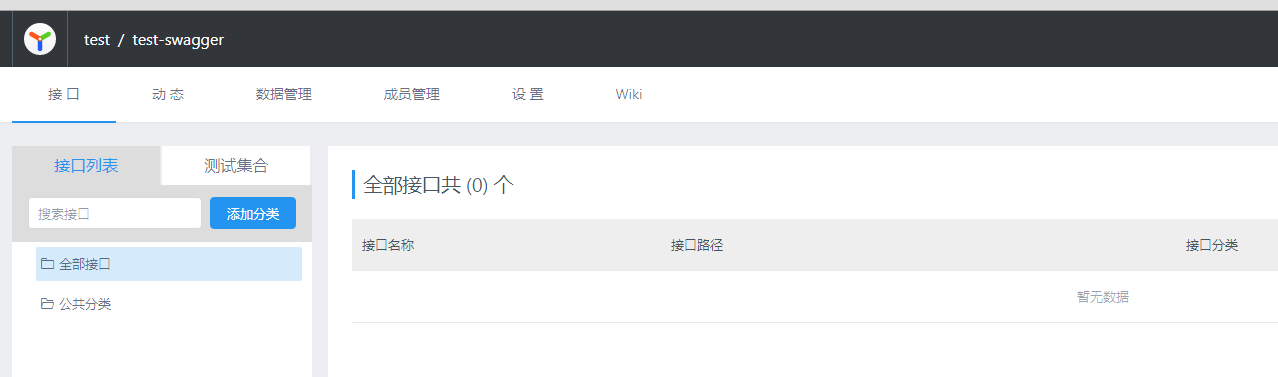 test / test-swagger
接 口 动 态 数据管理 成员管理 设 置 Wiki
接口列表 测试集合
搜索接口 添加分类
全部接口
公共分类
全部接口共 (0) 个
接口名称 接口路径 接口分类
暂无数据